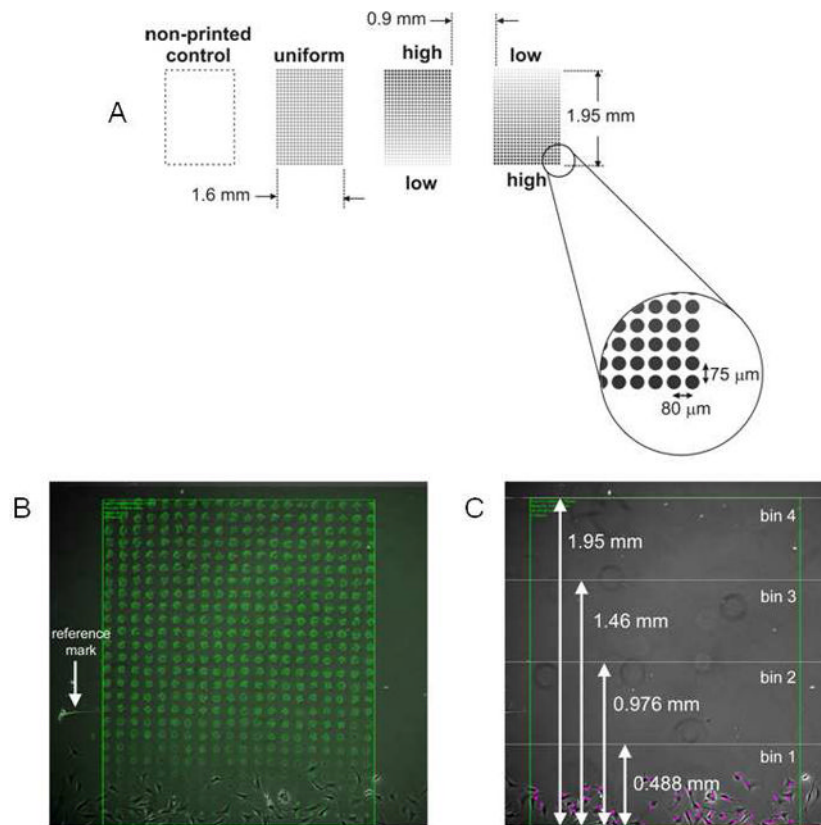 0.9 mm
non-printed
control
uniform
high
low
A
1.95 mm
1.6 mm
low
high
75 μm
80 μm
B
C
bin 4
1.95 mm
bin 3
1.46 mm
reference
mark
bin 2
0.976 mm
bin 1
0.488 mm